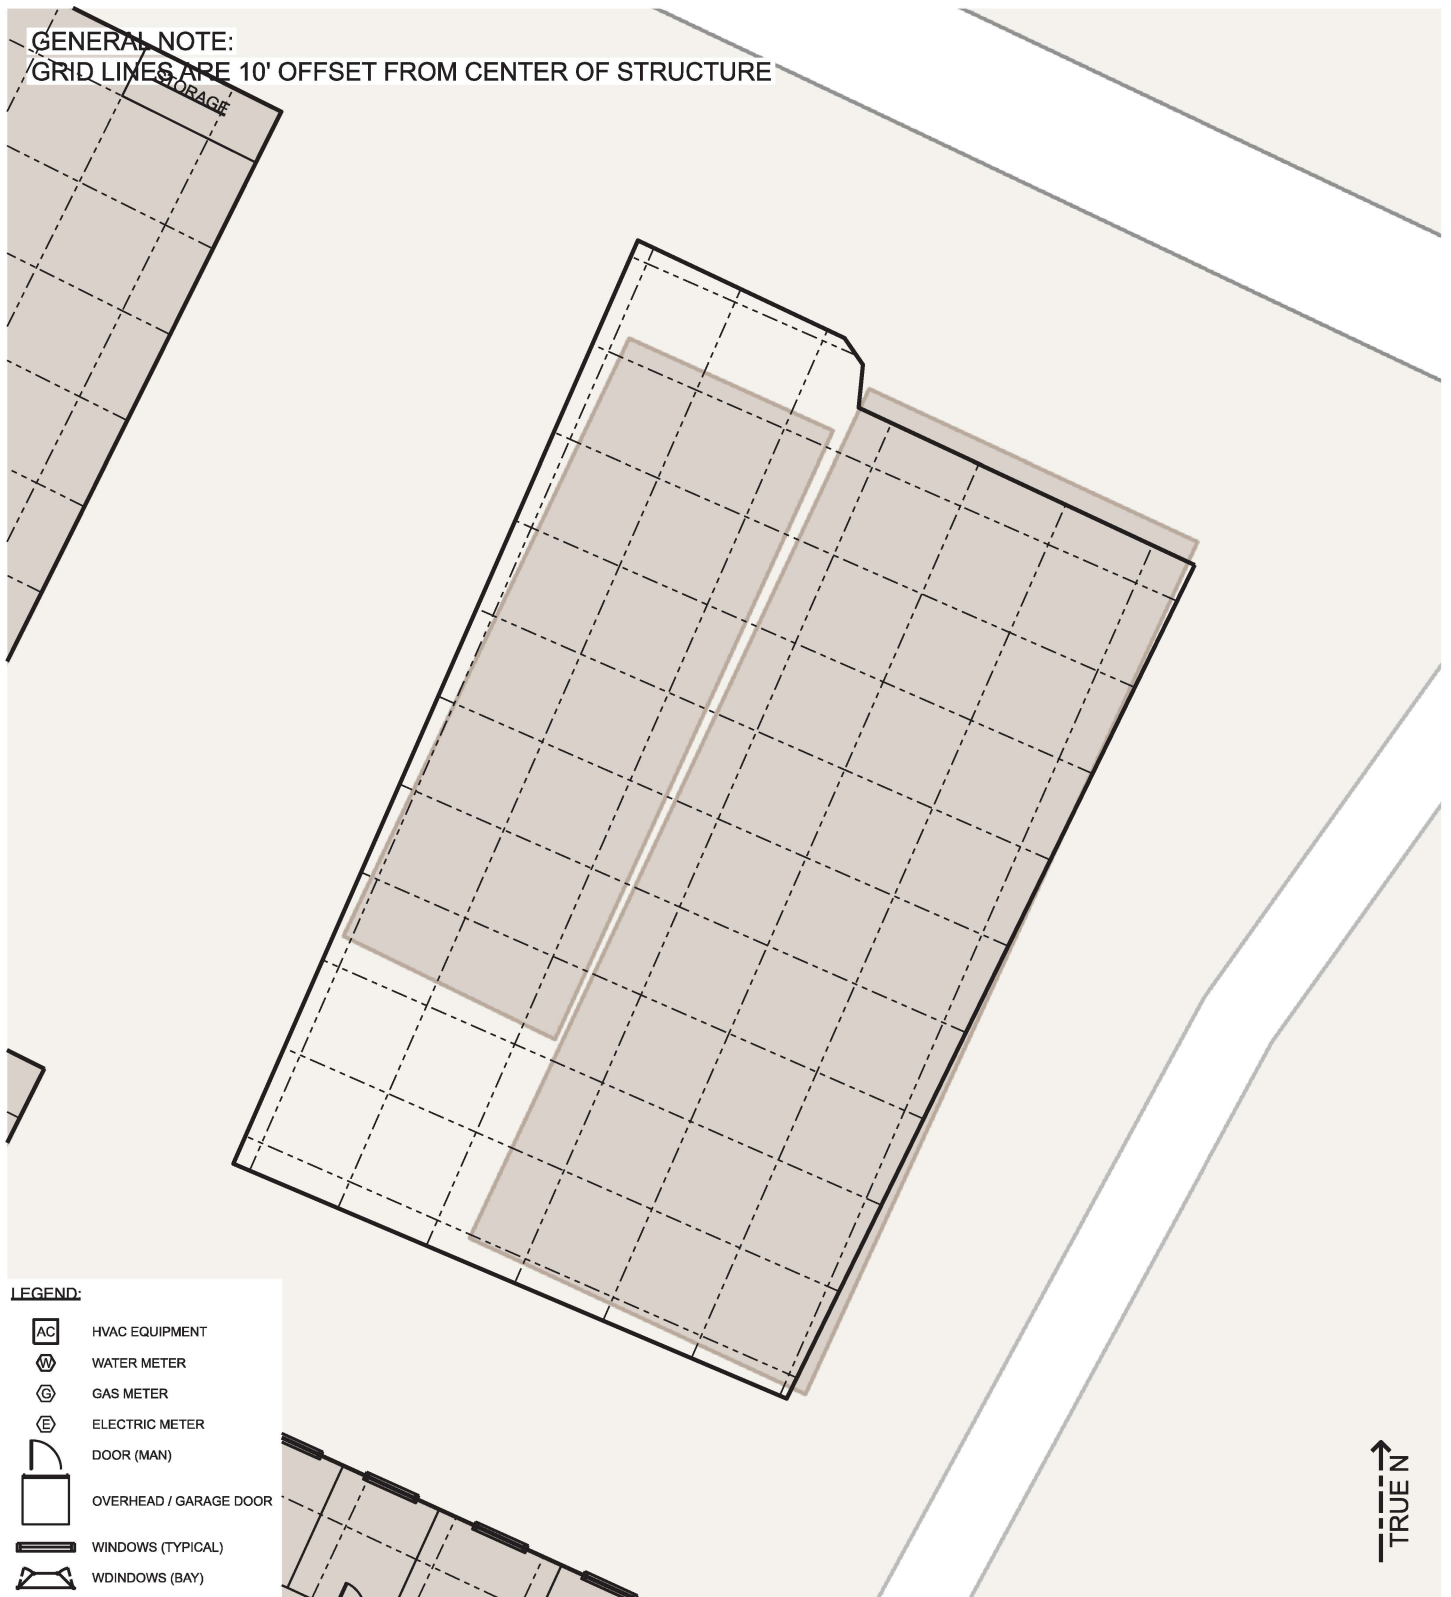 GENERAL NOTE:
GRID LINES ARE 10' OFFSET FROM CENTER OF STRUCTURE
STORAGE
LEGEND:
AC HVAC EQUIPMENT
W WATER METER
G GAS METER
E ELECTRIC METER
DOOR (MAN)
OVERHEAD / GARAGE DOOR
WINDOWS (TYPICAL)
WDINDOWS (BAY)
TRUE N